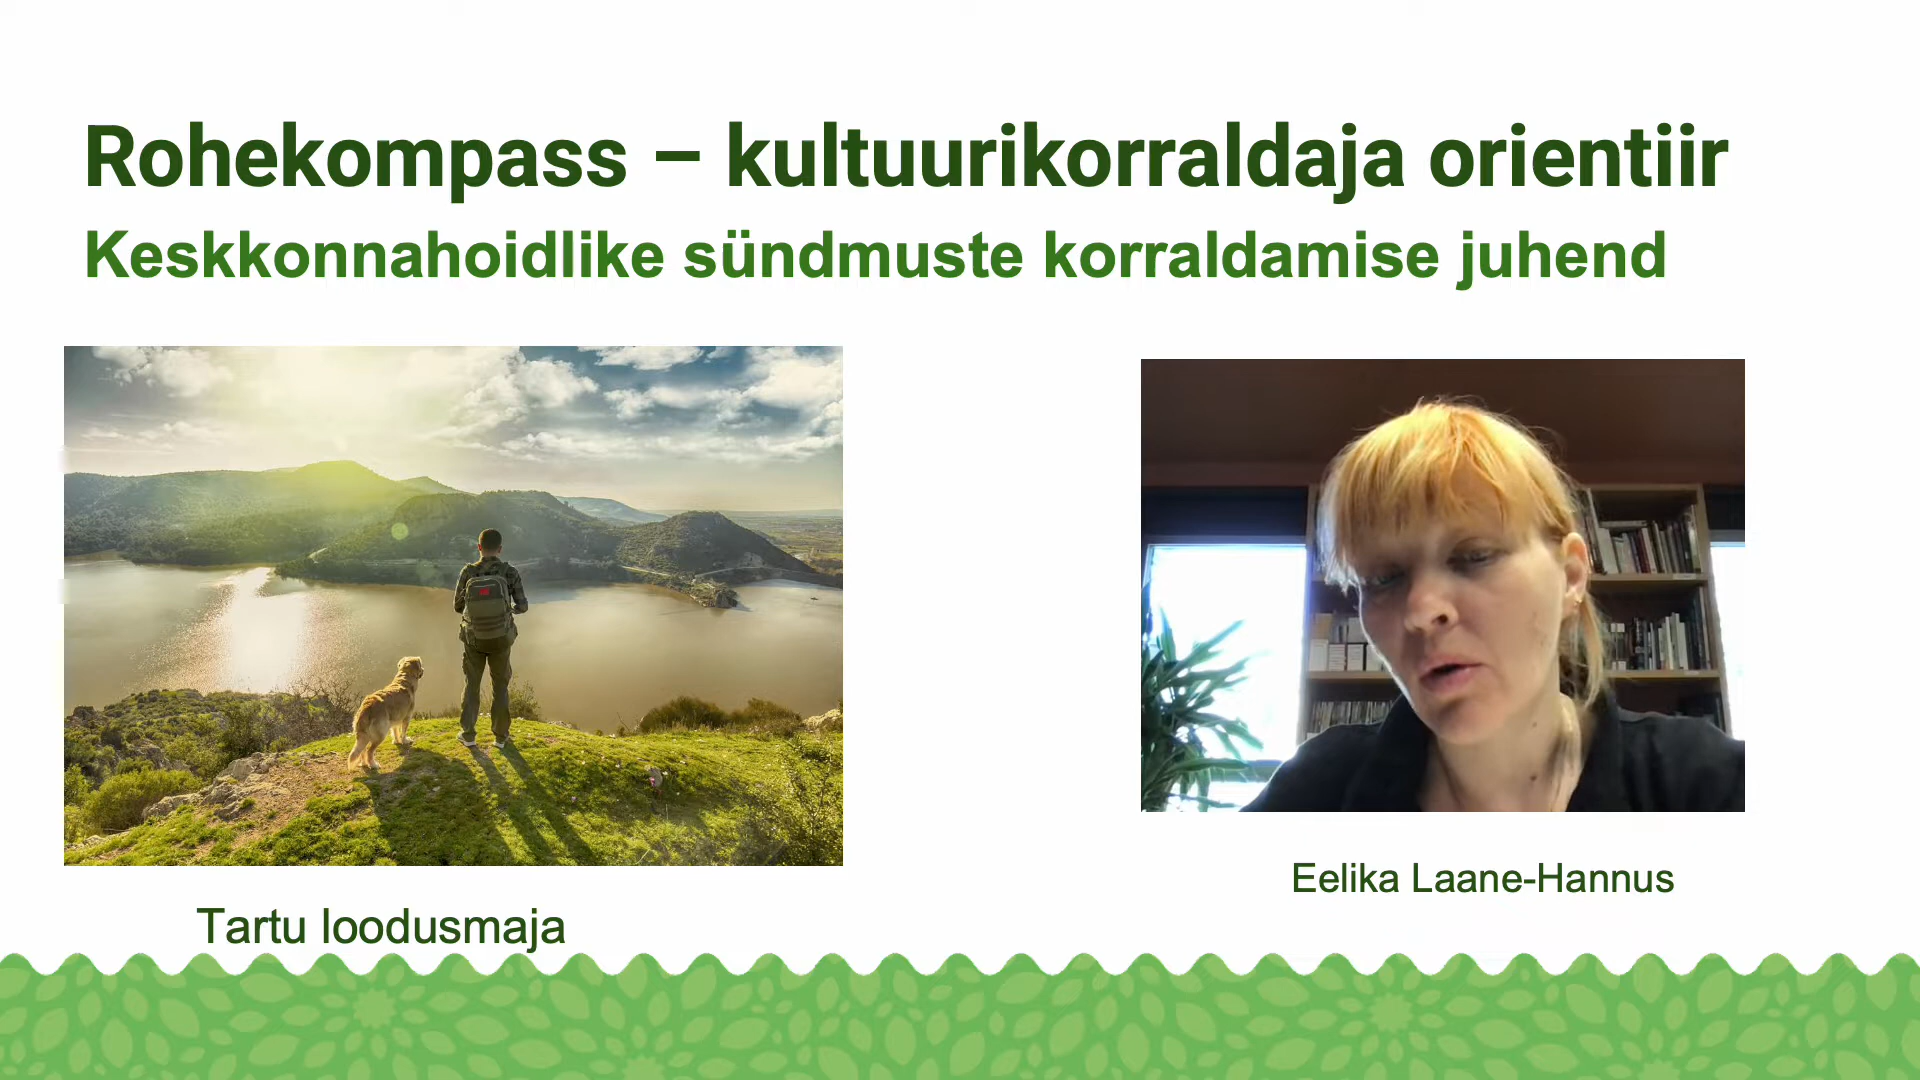 Rohekompass – kultuurikorraldaja orientiir
Keskkonnahoidlike sündmuste korraldamise juhend
Eelika Laane-Hannus
Tartu loodusmaja